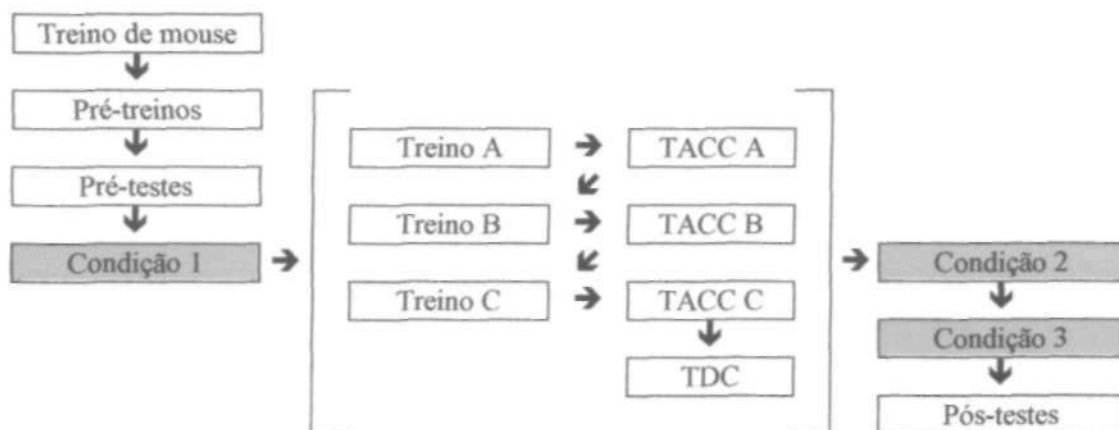 Treino de mouse
Pré-treinos
Pré-testes
Condição 1
Treino A
TACC A
Treino B
TACC B
Treino C
TACC C
TDC
Condição 2
Condição 3
Pós-testes